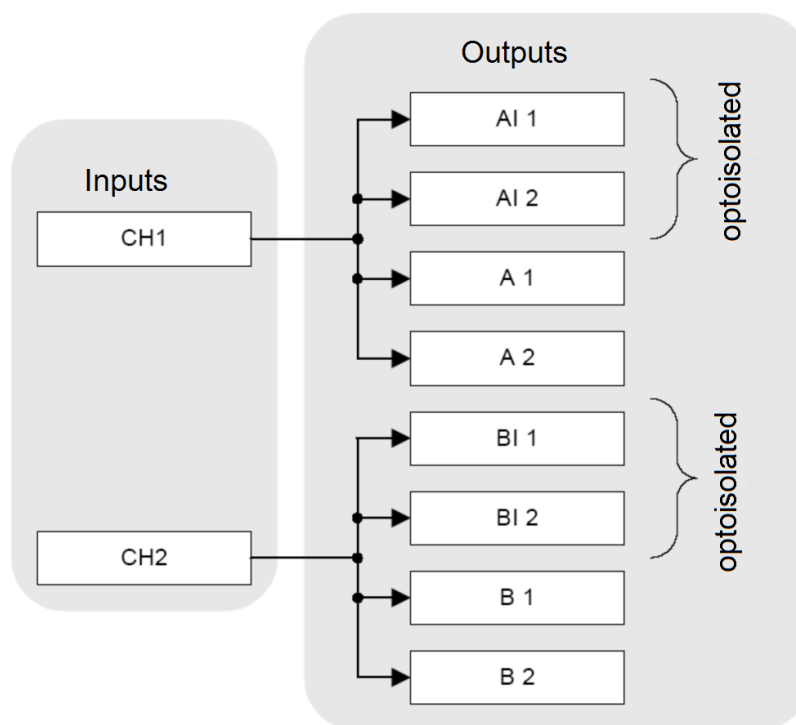 Outputs
Inputs
CH1
CH2
AI 1
AI 2
A 1
A 2
optoisolated
BI 1
BI 2
B 1
B 2
optoisolated